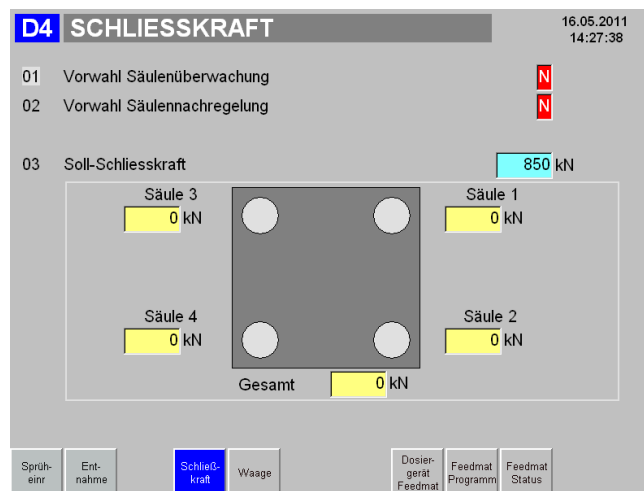 D4 SCHLIESSKRAFT 16.05.2011
14:27:38
01 Vorwahl Säulenüberwachung N
02 Vorwahl Säulennachregelung N
03 Soll-Schliesskraft 850 kN
Säule 3 Säule 1
0 kN 0 kN
Säule 4 Säule 2
0 kN 0 kN
Gesamt 0 kN
Sprüh-
einr
Ent-
nahme
Schließ-
kraft
Waage
Dosier-
gerät
Feedmat
Feedmat
Programm
Feedmat
Status